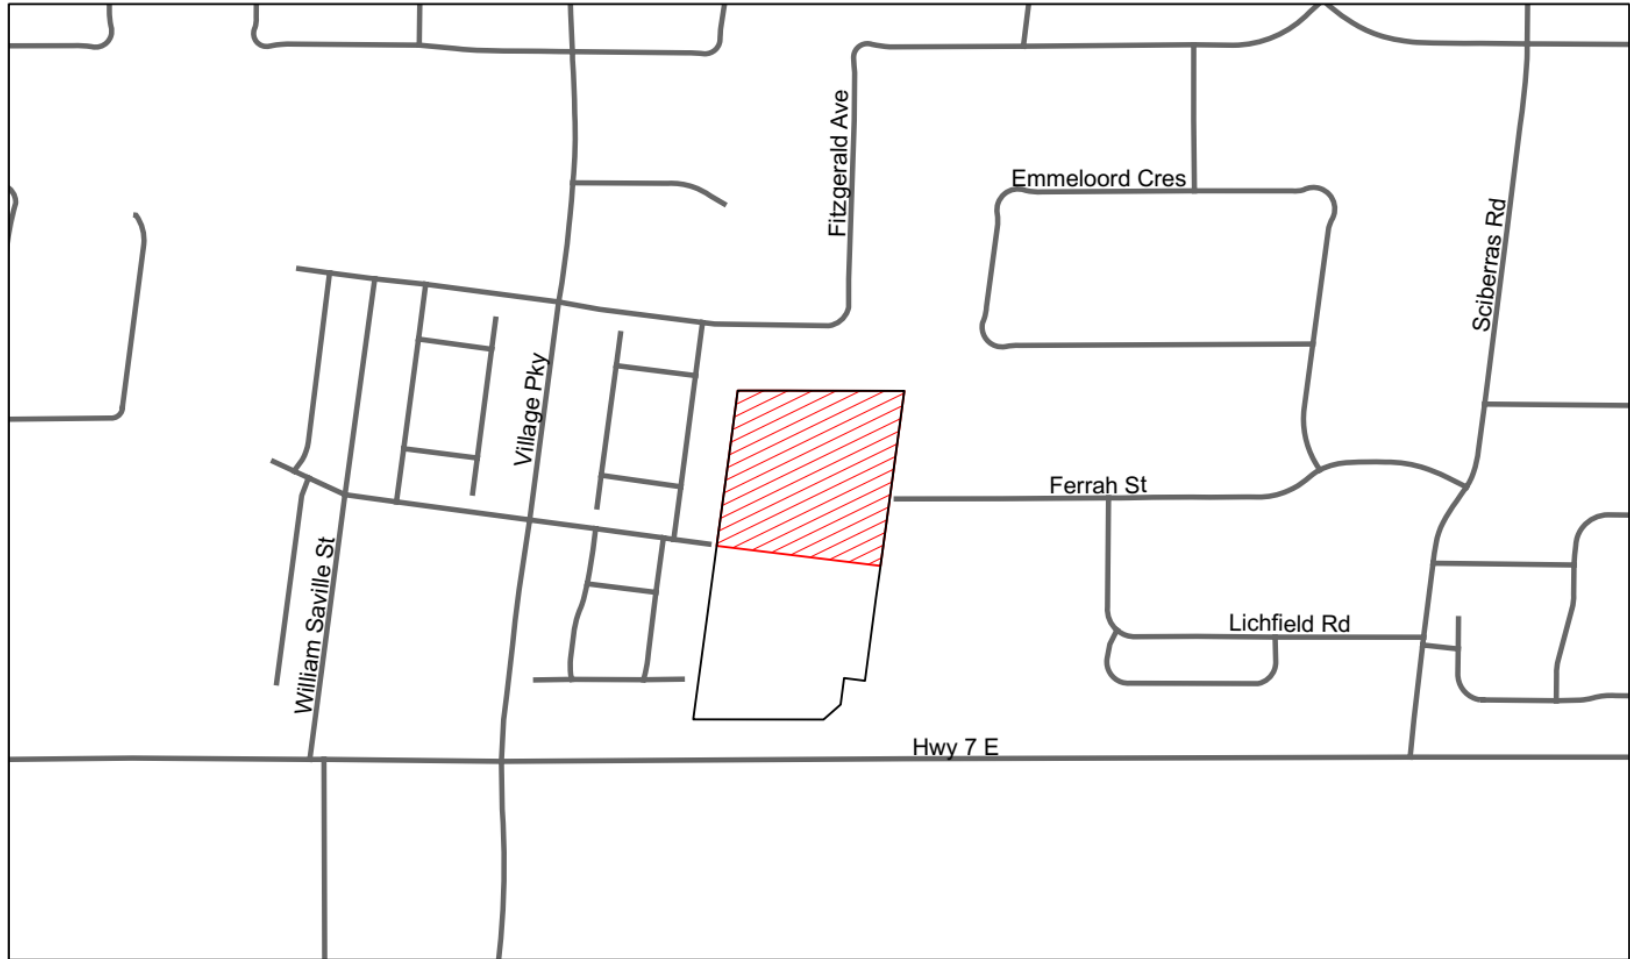 Fitzgerald Ave
Emmeloord Cres
Sciberras Rd
Village Pky
Ferrah St
William Saville St
Lichfield Rd
Hwy 7 E